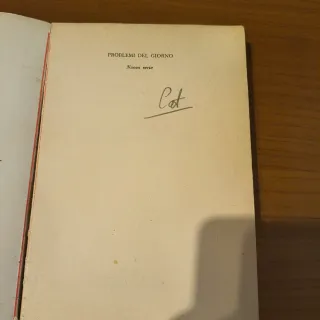 PROBLEMI DEL GIORNO
Nuova serie
Cat